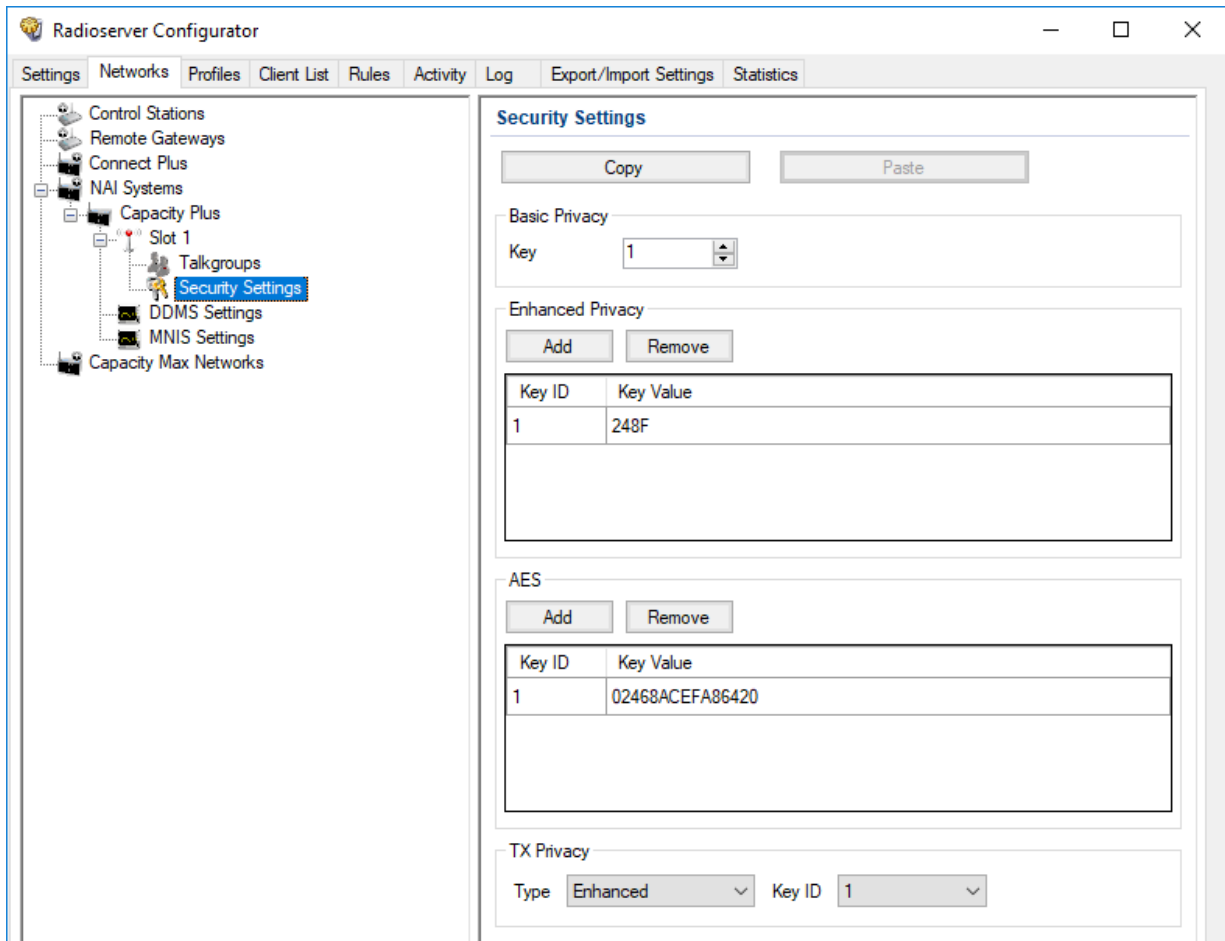 Radioserver Configurator
Settings Networks Profiles Client List Rules Activity Log Export/Import Settings Statistics
Control Stations
Remote Gateways
Connect Plus
NAI Systems
Capacity Plus
Slot 1
Talkgroups
Security Settings
DDMS Settings
MNIS Settings
Capacity Max Networks
Security Settings
Copy Paste
Basic Privacy
Key 1
Enhanced Privacy
Add Remove
Key ID Key Value
1 248F
AES
Add Remove
Key ID Key Value
1 02468ACEFA86420
TX Privacy
Type Enhanced Key ID 1